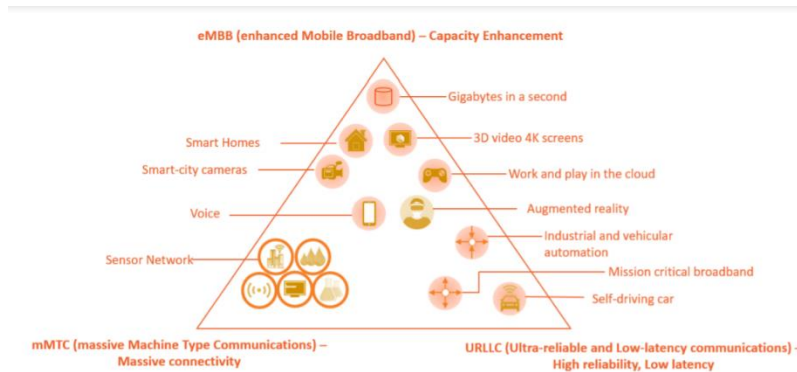 eMBB (enhanced Mobile Broadband) – Capacity Enhancement
Gigabytes in a second
Smart Homes
3D video 4K screens
Smart-city cameras
Work and play in the cloud
Voice
Augmented reality
Industrial and vehicular
automation
Sensor Network
Mission critical broadband
Self-driving car
mMTC (massive Machine Type Communications) –
Massive connectivity
URLLC (Ultra-reliable and Low-latency communications) -
High reliability, Low latency